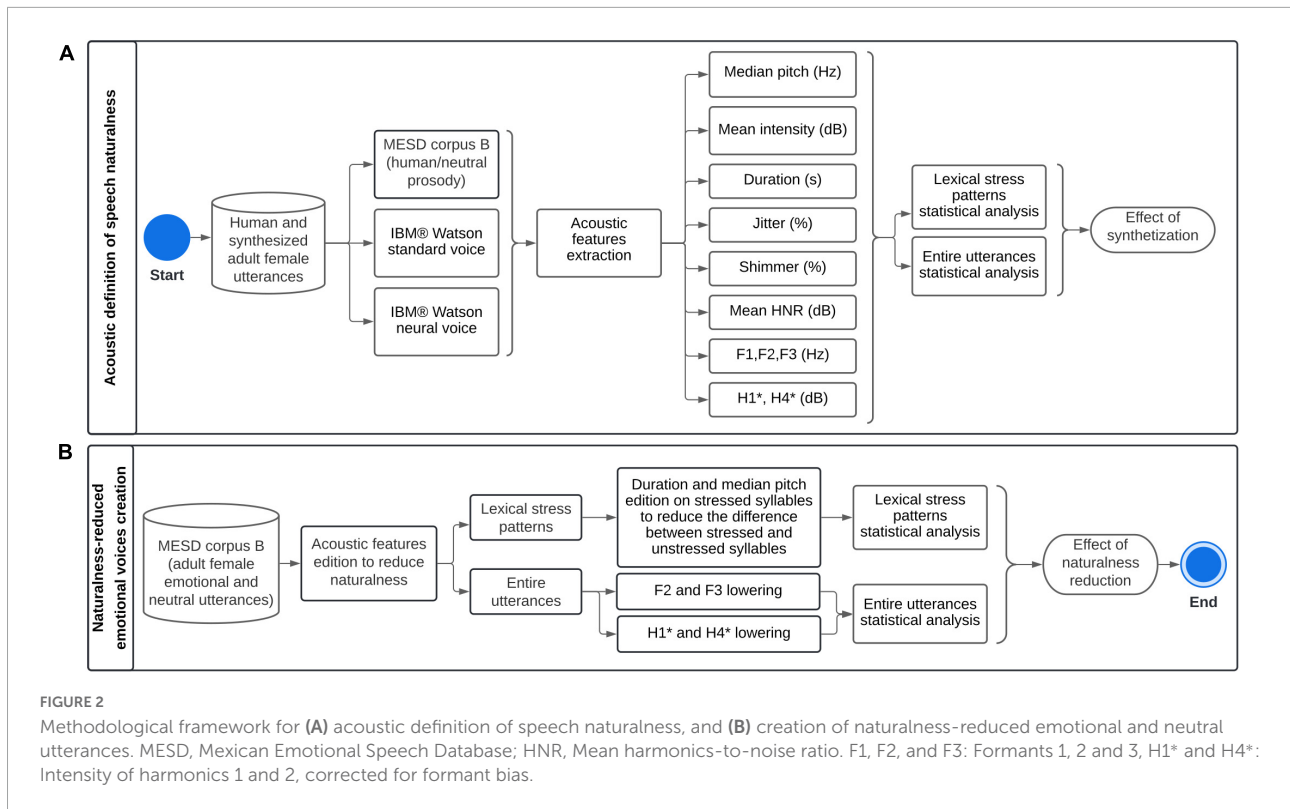 A
Acoustic definition of speech naturalness
Start
Human and
synthesized
adult female
utterances
MESD corpus B
(human/neutral
prosody)
IBM® Watson
standard voice
IBM® Watson
neural voice
Acoustic
features
extraction
Median pitch (Hz)
Mean intensity (dB)
Duration (s)
Jitter (%)
Shimmer (%)
Mean HNR (dB)
F1,F2,F3 (Hz)
H1*, H4* (dB)
Lexical stress
patterns
statistical analysis
Entire utterances
statistical analysis
Effect of
synthetization
B
Naturalness-reduced
emotional voices creation
MESD corpus B
(adult female
emotional and
neutral utterances)
Acoustic features
edition to reduce
naturalness
Lexical stress
patterns
Entire
utterances
Duration and median pitch
edition on stressed syllables
to reduce the difference
between stressed and
unstressed syllables
F2 and F3 lowering
H1* and H4* lowering
Lexical stress
patterns
statistical analysis
Entire utterances
statistical analysis
Effect of
naturalness
reduction
End
FIGURE 2
Methodological framework for (A) acoustic definition of speech naturalness, and (B) creation of naturalness-reduced emotional and neutral
utterances. MESD, Mexican Emotional Speech Database; HNR, Mean harmonics-to-noise ratio. F1, F2, and F3: Formants 1, 2 and 3, H1* and H4*:
Intensity of harmonics 1 and 2, corrected for formant bias.